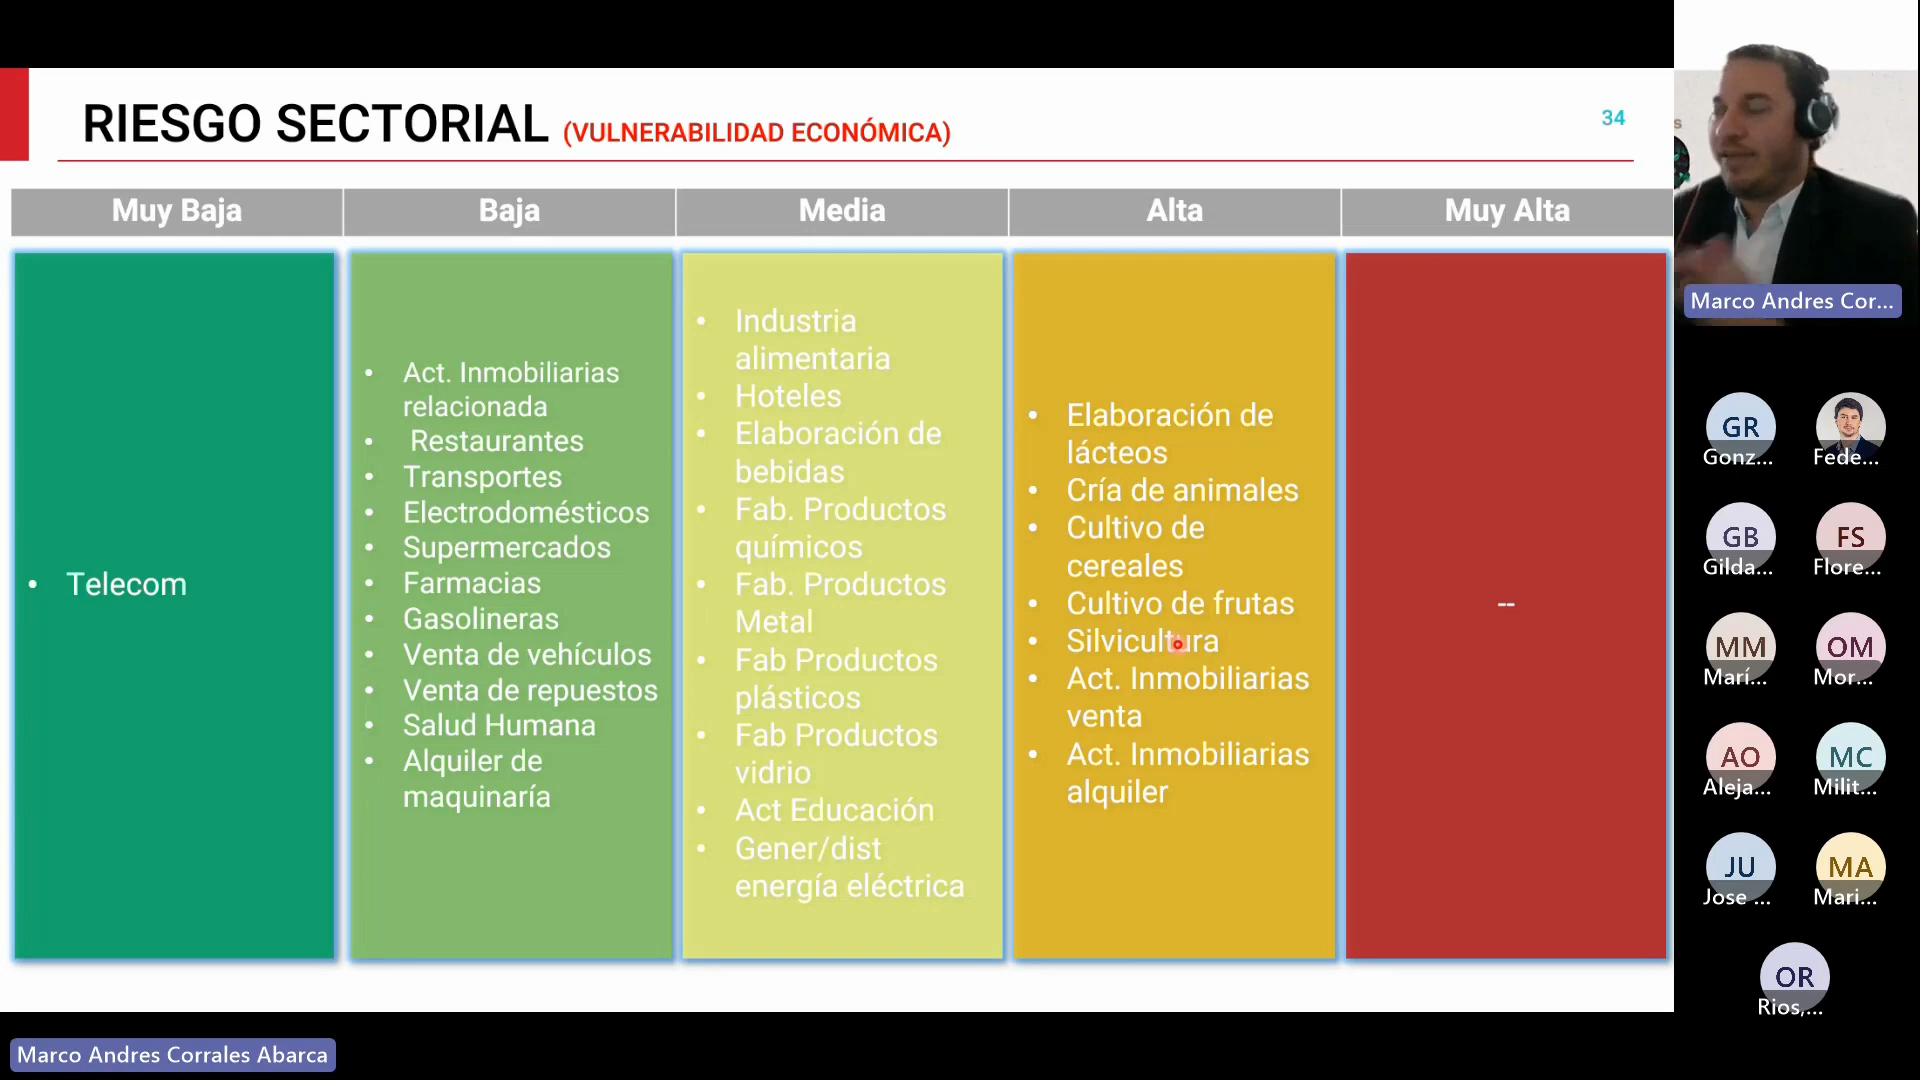 RIESGO SECTORIAL (VULNERABILIDAD ECONÓMICA)
34
Muy Baja
Baja
Media
Alta
Muy Alta
• Telecom
• Act. Inmobiliarias
relacionada
• Restaurantes
• Transportes
• Electrodomésticos
• Supermercados
• Farmacias
• Gasolineras
• Venta de vehículos
• Venta de repuestos
• Salud Humana
• Alquiler de
maquinaría
• Industria
alimentaria
• Hoteles
• Elaboración de
bebidas
• Fab. Productos
químicos
• Fab. Productos
Metal
• Fab Productos
plásticos
• Fab Productos
vidrio
• Act Educación
• Gener/dist
energía eléctrica
• Elaboración de
lácteos
• Cría de animales
• Cultivo de
cereales
• Cultivo de frutas
• Silvicultura
• Act. Inmobiliarias
venta
• Act. Inmobiliarias
alquiler
--
s
Marco Andres Cor...
GR
Gonz...
Fede...
GB
Gilda...
FS
Flore...
MM
Marí...
OM
Mor...
AO
Aleja...
MC
Milit...
JU
Jose ...
MA
Mari...
OR
Rios,...
Marco Andres Corrales Abarca